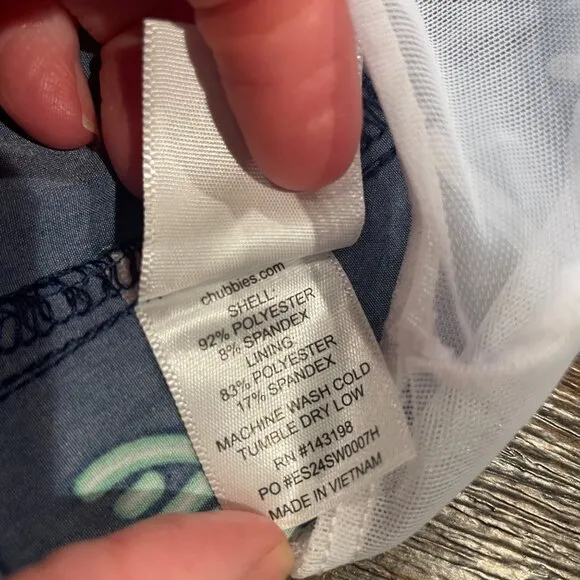 chubbies.com
SHELL:
92% POLYESTER
8% SPANDEX
LINING:
83% POLYESTER
17% SPANDEX
MACHINE WASH COLD
TUMBLE DRY LOW
RN #143198
PO #ES24SW0007H
MADE IN VIETNAM